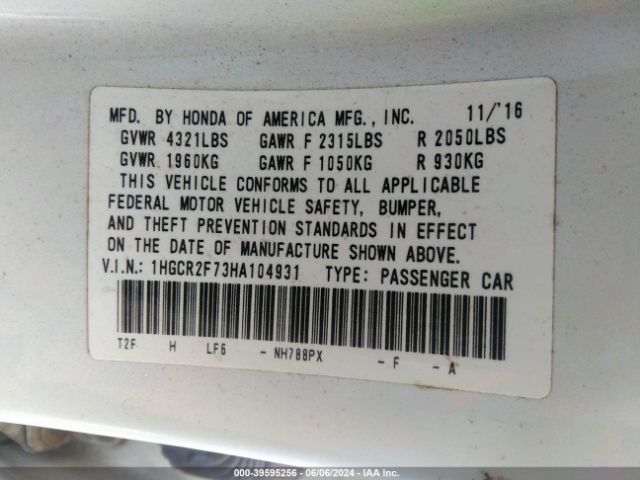 MFD. BY HONDA OF AMERICA MFG., INC. 11/'16
GVWR 4321LBS GAWR F 2315LBS R 2050LBS
GVWR 1960KG GAWR F 1050KG R 930KG
THIS VEHICLE CONFORMS TO ALL APPLICABLE
FEDERAL MOTOR VEHICLE SAFETY, BUMPER,
AND THEFT PREVENTION STANDARDS IN EFFECT
ON THE DATE OF MANUFACTURE SHOWN ABOVE.
V.I.N.: 1HGCR2F73HA104931 TYPE: PASSENGER CAR
T2F H LF6 - NH788PX - F - A
000-39595256 - 06/06/2024 - IAA Inc.